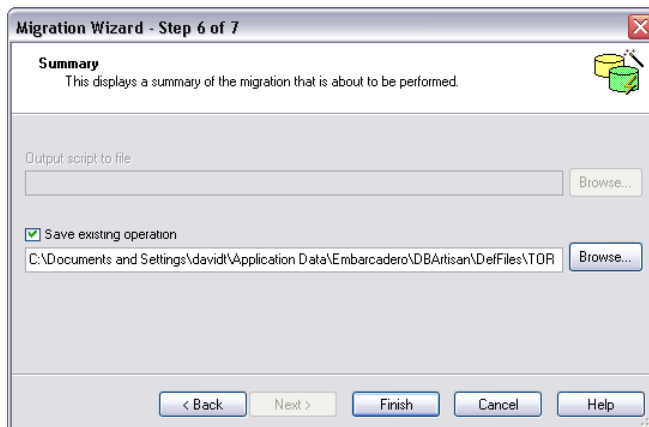 Migration Wizard - Step 6 of 7
Summary
This displays a summary of the migration that is about to be performed.
Output script to file
Browse...
Save existing operation
C:\Documents and Settings\davidt\Application Data\Embarcadero\DBArtisan\DefFiles\TOR
Browse...
< Back Next > Finish Cancel Help